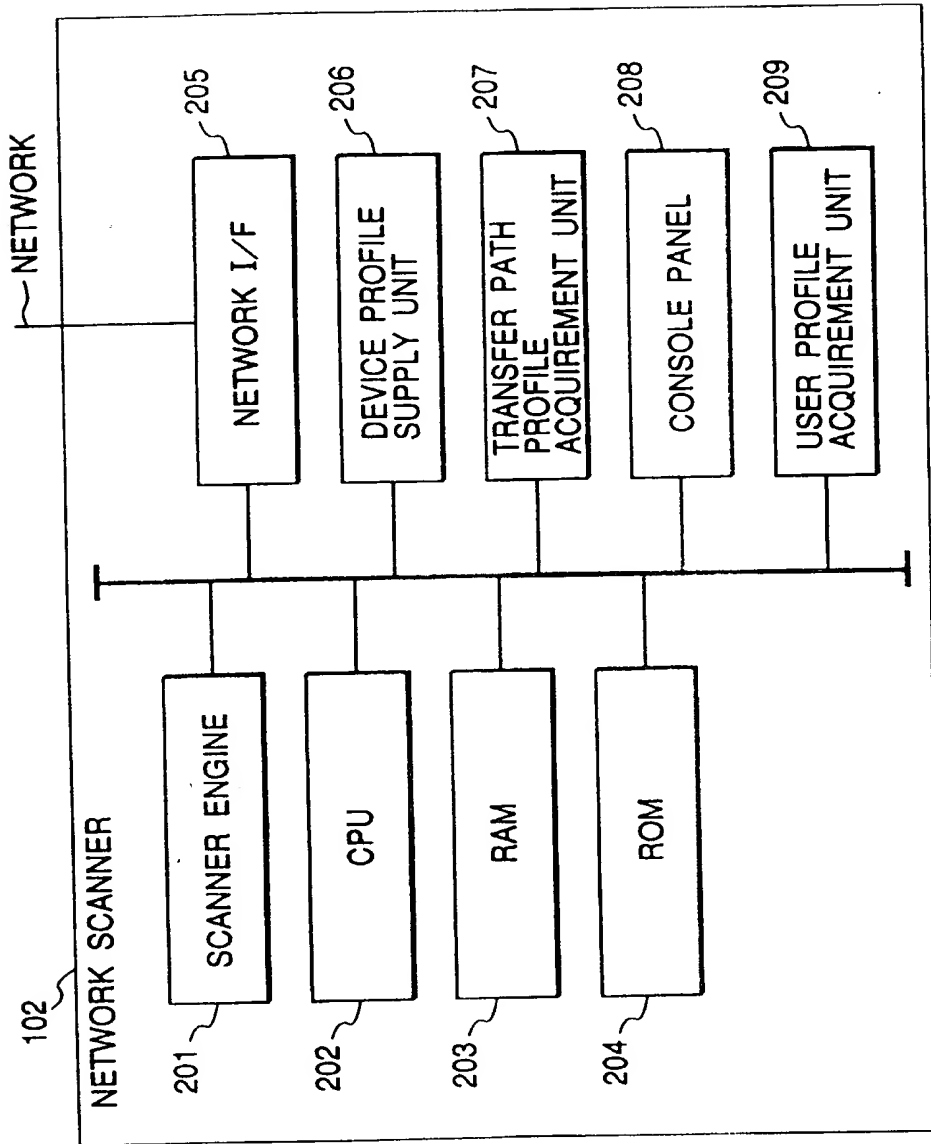 NETWORK
102
NETWORK SCANNER
201
SCANNER ENGINE
202
CPU
203
RAM
204
ROM
205
NETWORK I/F
206
DEVICE PROFILE
SUPPLY UNIT
207
TRANSFER PATH
PROFILE
ACQUIREMENT UNIT
208
CONSOLE PANEL
209
USER PROFILE
ACQUIREMENT UNIT